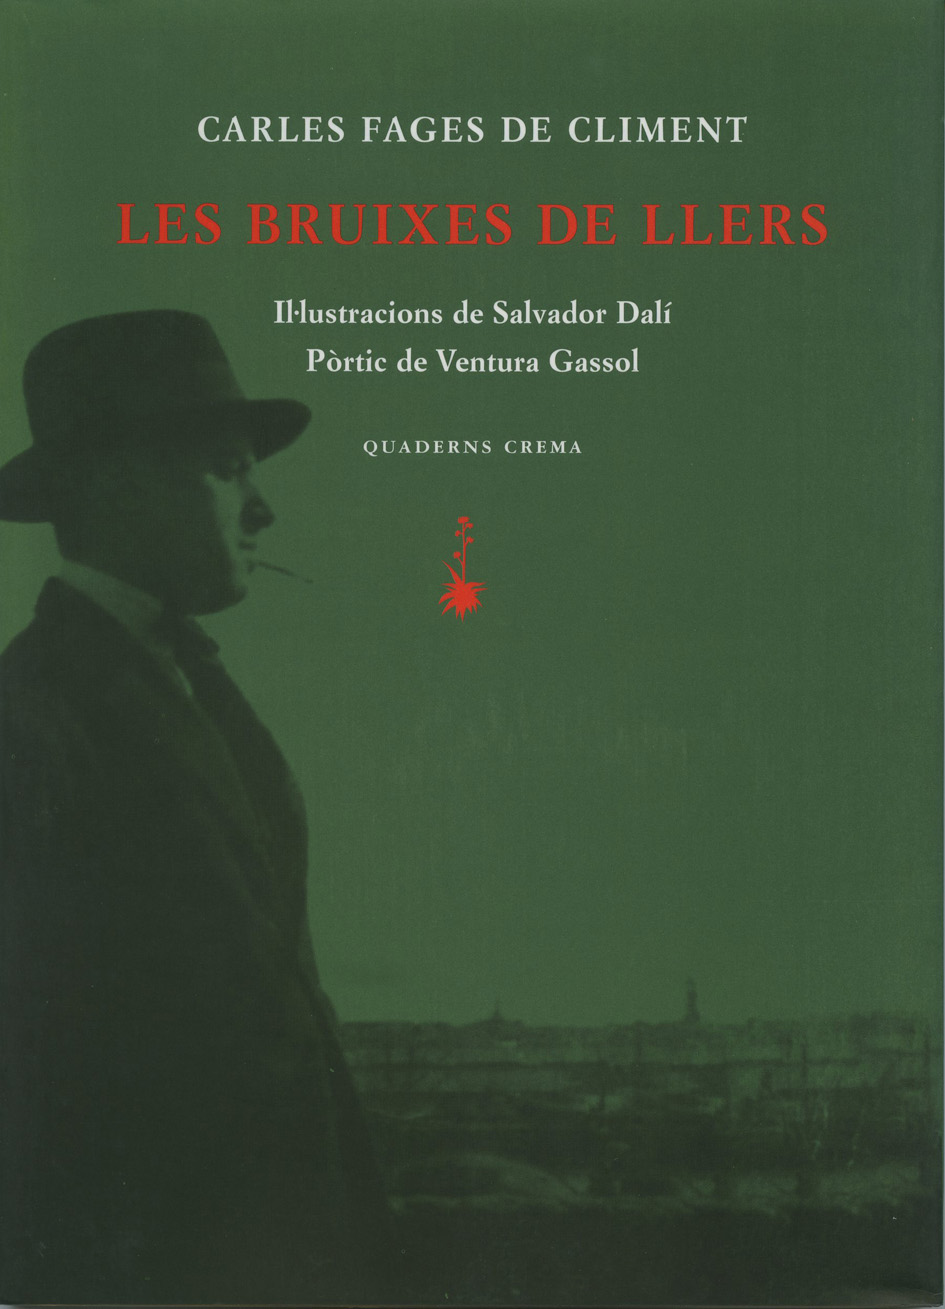 CARLES FAGES DE CLIMENT
LES BRUIXES DE LLERS
Il·lustracions de Salvador Dalí
Pòrtic de Ventura Gassol
QUADERNS CREMA